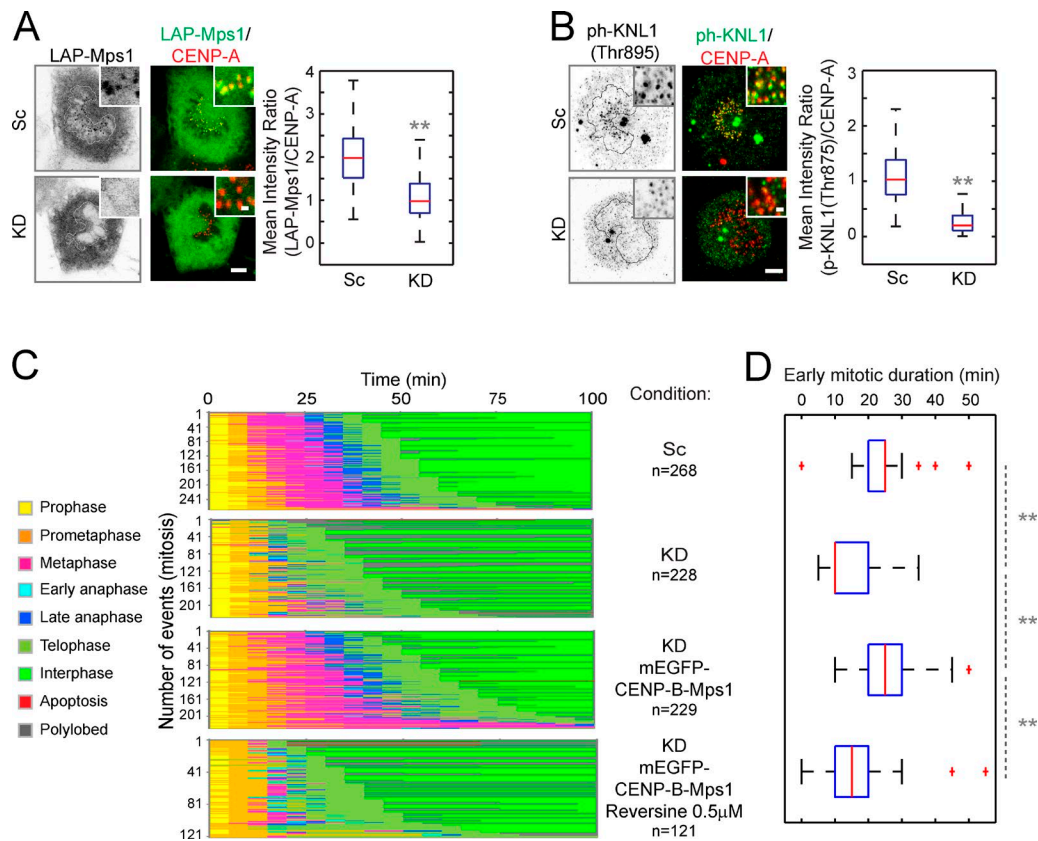 A
LAP-Mps1
LAP-Mps1/
CENP-A
Sc
KD
Mean Intensity Ratio
(LAP-Mps1/CENP-A)
4
3
2
1
0
**
Sc
KD
B
ph-KNL1
(Thr895)
ph-KNL1/
CENP-A
Sc
KD
Mean Intensity Ratio
(p-KNL1(Thr875)/CENP-A)
3
2
1
0
**
Sc
KD
C
Time (min)
0
25
50
75
100
Condition:
Number of events (mitosis)
1
41
81
121
161
201
241
1
41
81
121
161
201
1
41
81
121
161
201
1
41
81
121
Prophase
Prometaphase
Metaphase
Early anaphase
Late anaphase
Telophase
Interphase
Apoptosis
Polylobed
Sc
n=268
KD
n=228
KD
mEGFP-
CENP-B-Mps1
n=229
KD
mEGFP-
CENP-B-Mps1
Reversine 0.5μM
n=121
D
Early mitotic duration (min)
0
10
20
30
40
50
**
**
**